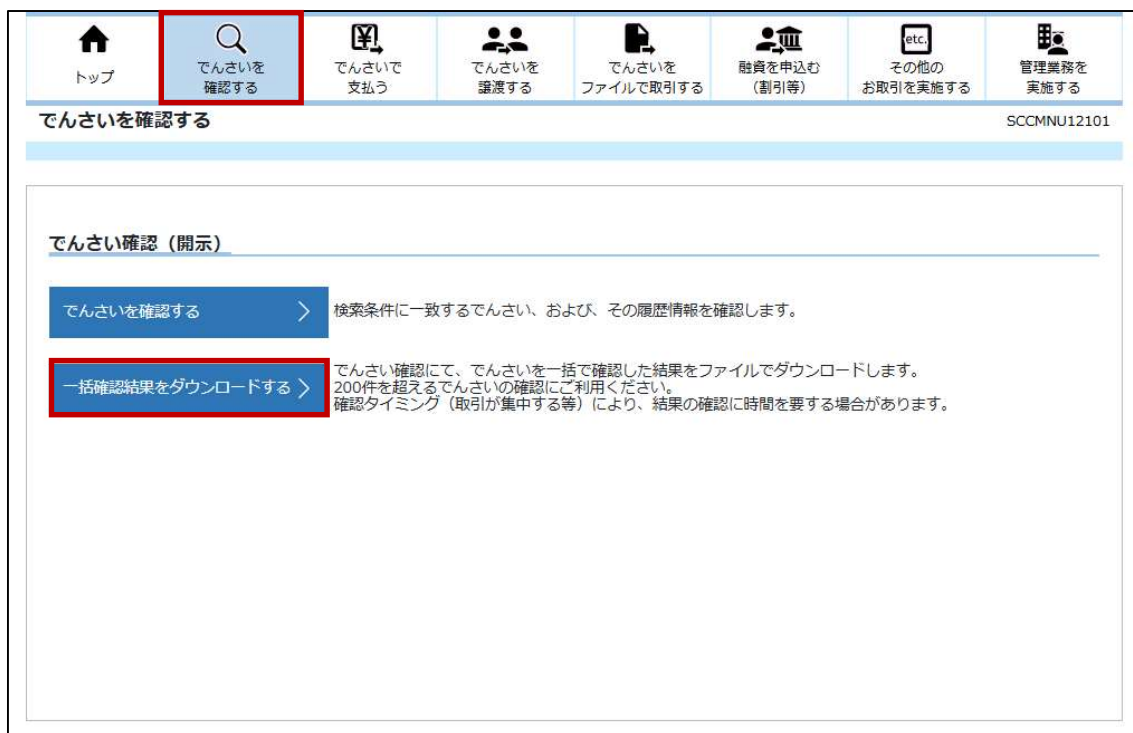 トップ
でんさいを
確認する
でんさいで
支払う
でんさいを
譲渡する
でんさいを
ファイルで取引する
融資を申込む
(割引等)
etc.
その他の
お取引を実施する
管理業務を
実施する
でんさいを確認する
SCCMNU12101
でんさい確認(開示)
でんさいを確認する
検索条件に一致するでんさい、および、その履歴情報を確認します。
一括確認結果をダウンロードする
でんさい確認にて、でんさいを一括で確認した結果をファイルでダウンロードします。
200件を超えるでんさいの確認にご利用ください。
確認タイミング(取引が集中する等)により、結果の確認に時間を要する場合があります。